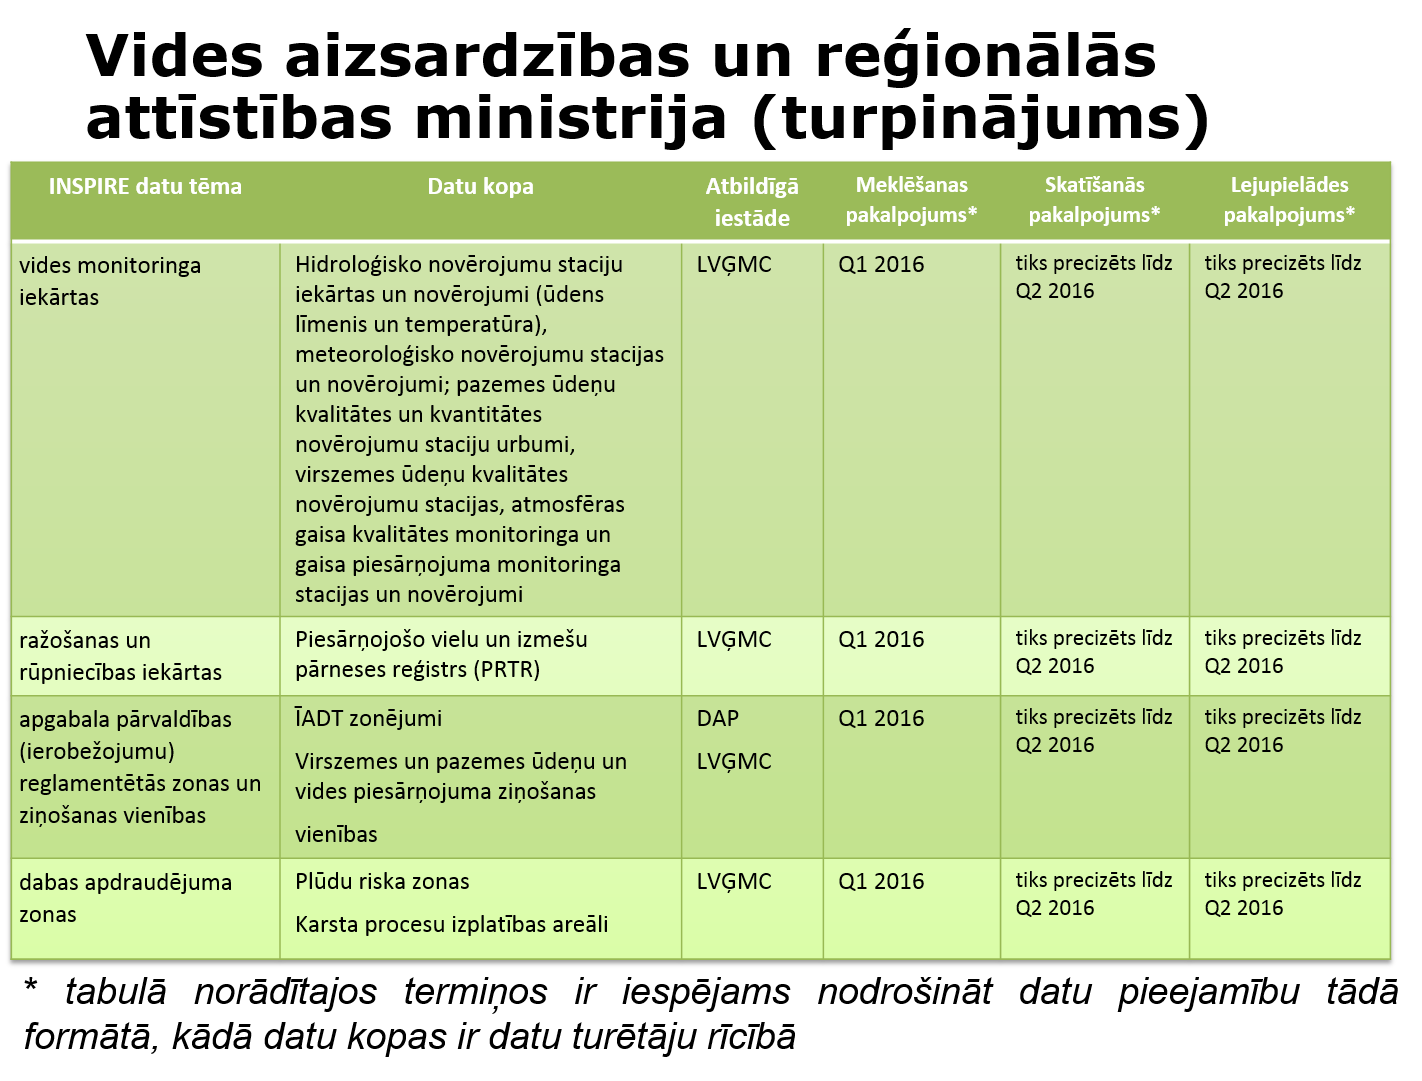 Vides aizsardzības un reģionālās
attīstības ministrija (turpinājums)
INSPIRE datu tēma
Datu kopa
Atbildīgā
iestāde
Meklēšanas
pakalpojums*
Skatīšanās
pakalpojums*
Lejupielādes
pakalpojums*
vides monitoringa
iekārtas
Hidroloģisko novērojumu staciju
iekārtas un novērojumi (ūdens
līmenis un temperatūra),
meteoroloģisko novērojumu stacijas
un novērojumi; pazemes ūdeņu
kvalitātes un kvantitātes
novērojumu staciju urbumi,
virszemes ūdeņu kvalitātes
novērojumu stacijas, atmosfēras
gaisa kvalitātes monitoringa un
gaisa piesārņojuma monitoringa
stacijas un novērojumi
LVĢMC
Q1 2016
tiks precizēts līdz
Q2 2016
tiks precizēts līdz
Q2 2016
ražošanas un
rūpniecības iekārtas
Piesārņojošo vielu un izmešu
pārneses reģistrs (PRTR)
LVĢMC
Q1 2016
tiks precizēts līdz
Q2 2016
tiks precizēts līdz
Q2 2016
apgabala pārvaldības
(ierobežojumu)
reglamentētās zonas un
ziņošanas vienības
ĪADT zonējumi
Virszemes un pazemes ūdeņu un
vides piesārņojuma ziņošanas
vienības
DAP
LVĢMC
Q1 2016
tiks precizēts līdz
Q2 2016
tiks precizēts līdz
Q2 2016
dabas apdraudējuma
zonas
Plūdu riska zonas
Karsta procesu izplatības areāli
LVĢMC
Q1 2016
tiks precizēts līdz
Q2 2016
tiks precizēts līdz
Q2 2016
* tabulā norādītajos termiņos ir iespējams nodrošināt datu pieejamību tādā
formātā, kādā datu kopas ir datu turētāju rīcībā